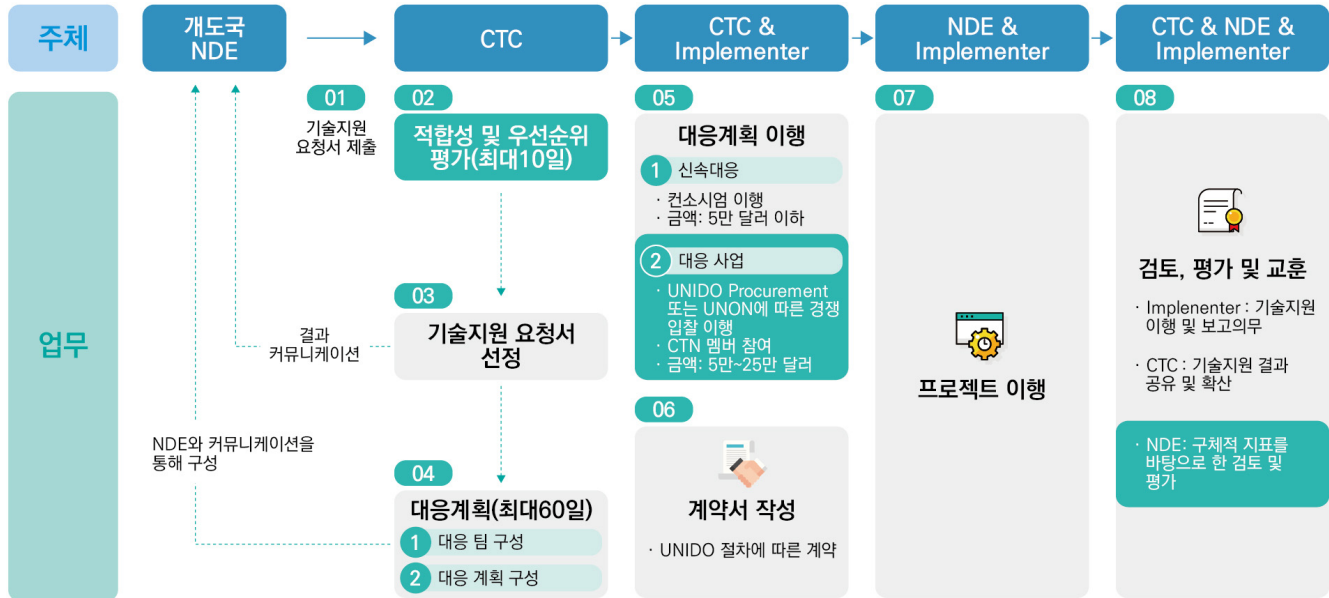 주체
개도국
NDE
CTC
CTC &
Implementer
NDE &
Implementer
CTC & NDE &
Implementer
업무
01
기술지원
요청서 제출
02
적합성 및 우선순위
평가(최대10일)
03
기술지원 요청서
선정
결과
커뮤니케이션
NDE와 커뮤니케이션을
통해 구성
04
대응계획(최대60일)
1 대응 팀 구성
2 대응 계획 구성
05
대응계획 이행
1 신속대응
· 컨소시엄 이행
· 금액: 5만 달러 이하
2 대응 사업
· UNIDO Procurement
또는 UNON에 따른 경쟁
입찰 이행
· CTN 멤버 참여
· 금액: 5만~25만 달러
06
계약서 작성
· UNIDO 절차에 따른 계약
07
프로젝트 이행
08
검토, 평가 및 교훈
· Implenenter : 기술지원
이행 및 보고의무
· CTC : 기술지원 결과
공유 및 확산
· NDE: 구체적 지표를
바탕으로 한 검토 및
평가